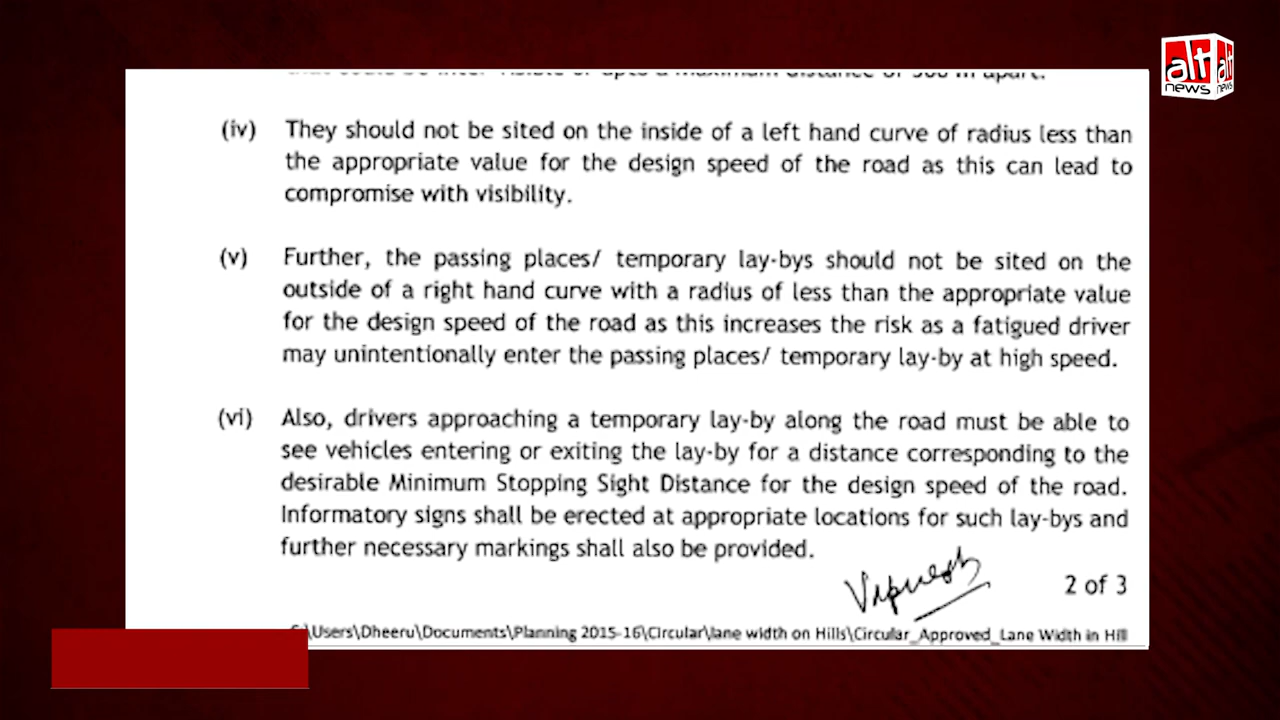 (iv) They should not be sited on the inside of a left hand curve of radius less than
the appropriate value for the design speed of the road as this can lead to
compromise with visibility.
(v) Further, the passing places/ temporary lay-bys should not be sited on the
outside of a right hand curve with a radius of less than the appropriate value
for the design speed of the road as this increases the risk as a fatigued driver
may unintentionally enter the passing places/ temporary lay-by at high speed.
(vi) Also, drivers approaching a temporary lay-by along the road must be able to
see vehicles entering or exiting the lay-by for a distance corresponding to the
desirable Minimum Stopping Sight Distance for the design speed of the road.
Informatory signs shall be erected at appropriate locations for such lay-bys and
further necessary markings shall also be provided.
2 of 3
\Users\Dheeru\Documents\Planning 2015-16\Circular\lane width on Hills\Circular_Approved_Lane Width in Hill
alt news
alt news